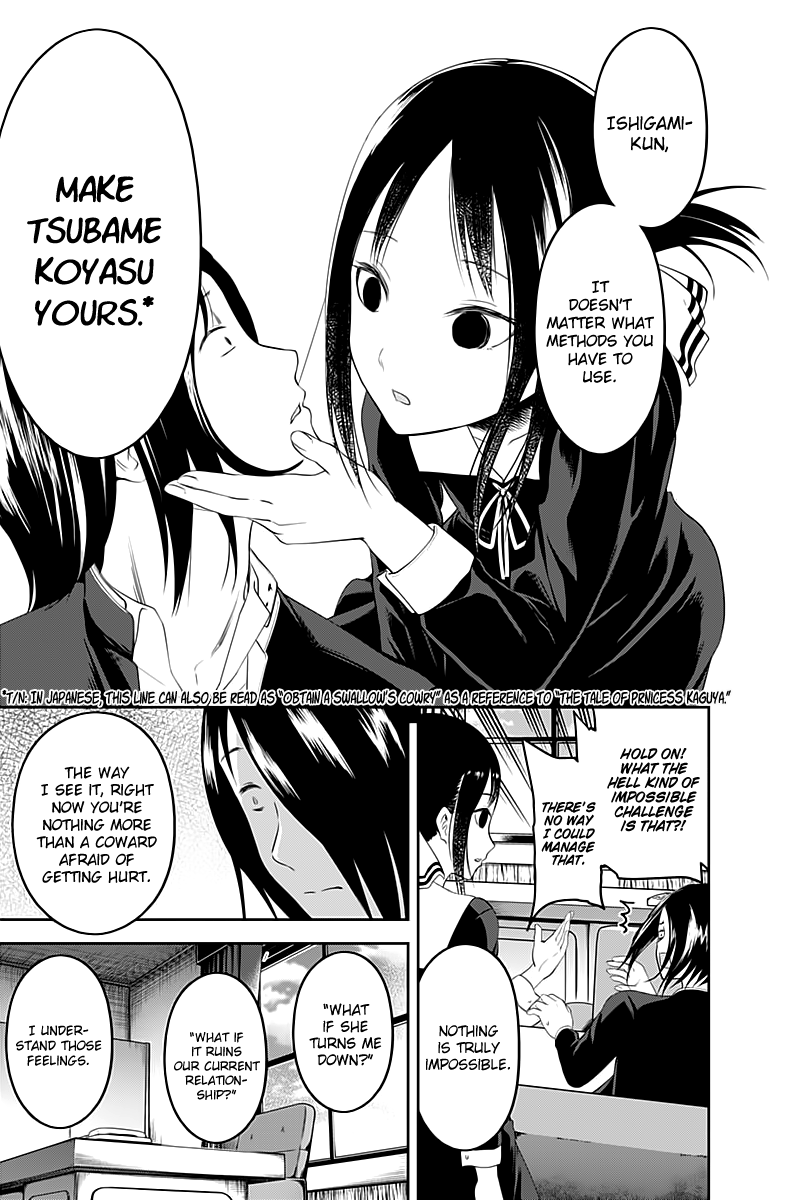 ISHIGAMI-
KUN,
IT
DOESN'T
MATTER WHAT
METHODS YOU
HAVE TO
USE.
MAKE
TSUBAME
KOYASU
YOURS.*
*T/N: IN JAPANESE, THIS LINE CAN ALSO BE READ AS "OBTAIN A SWALLOW'S COWRY" AS A REFERENCE TO "THE TALE OF PRNICESS KAGUYA."
HOLD ON!
WHAT THE
HELL KIND OF
IMPOSSIBLE
CHALLENGE
IS THAT?!
THERE'S
NO WAY I
COULD
MANAGE
THAT.
NOTHING
IS TRULY
IMPOSSIBLE.
THE WAY
I SEE IT, RIGHT
NOW YOU'RE
NOTHING MORE
THAN A COWARD
AFRAID OF
GETTING HURT.
"WHAT
IF SHE
TURNS ME
DOWN?"
"WHAT IF
IT RUINS
OUR CURRENT
RELATION-
SHIP?"
I UNDER-
STAND THOSE
FEELINGS.